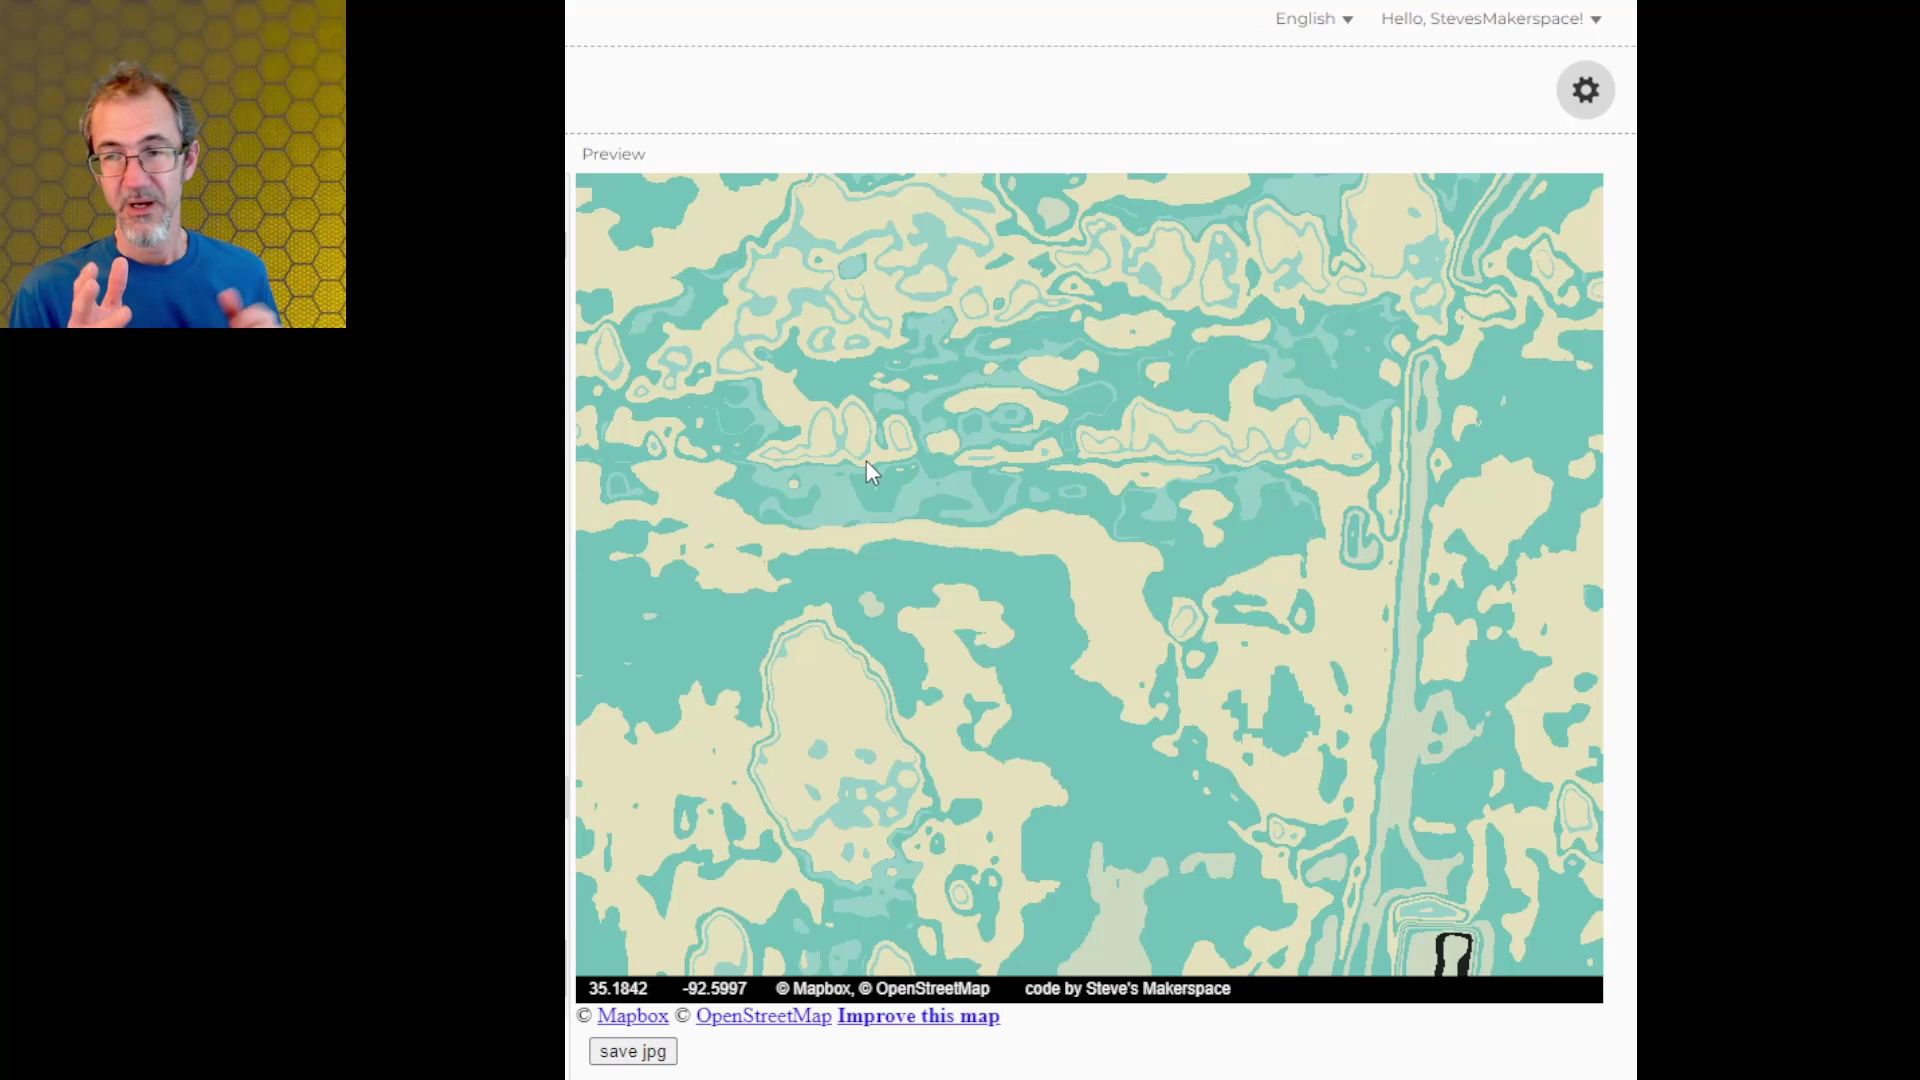 English ▼ Hello, StevesMakerspace! ▼
Preview
35.1842 -92.5997 © Mapbox, © OpenStreetMap code by Steve's Makerspace
© Mapbox © OpenStreetMap Improve this map
save jpg